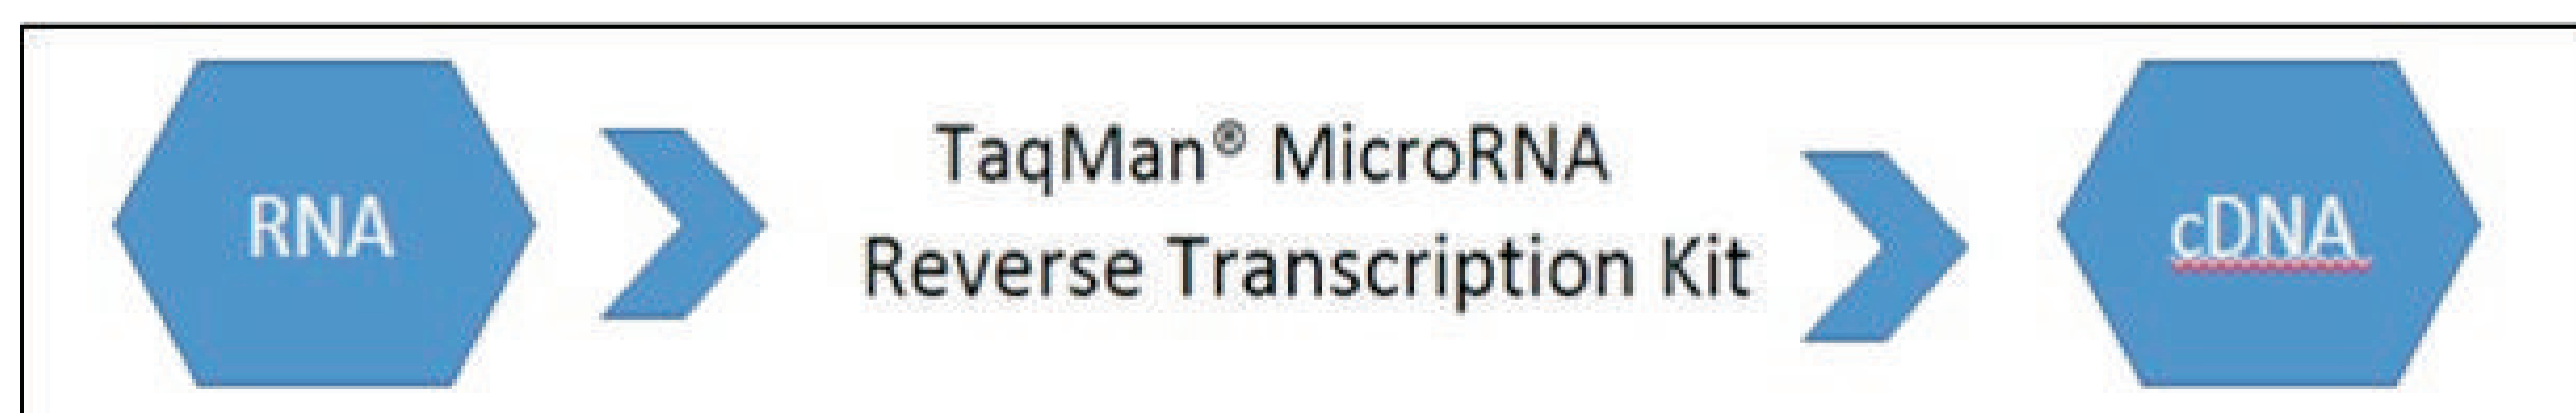 RNA
TaqMan® MicroRNA
Reverse Transcription Kit
cDNA